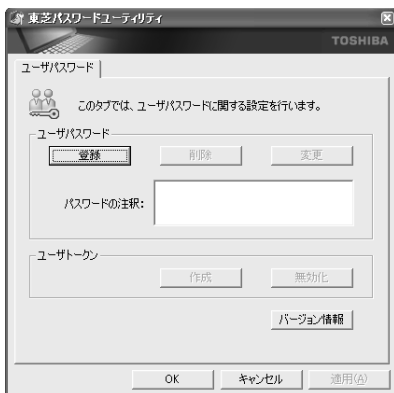 東芝パスワードユーティリティ
TOSHIBA
ユーザパスワード
このタブでは、ユーザパスワードに関する設定を行います。
ユーザパスワード
登録 削除 変更
パスワードの注釈:
ユーザトークン
作成 無効化
バージョン情報
OK キャンセル 適用(A)